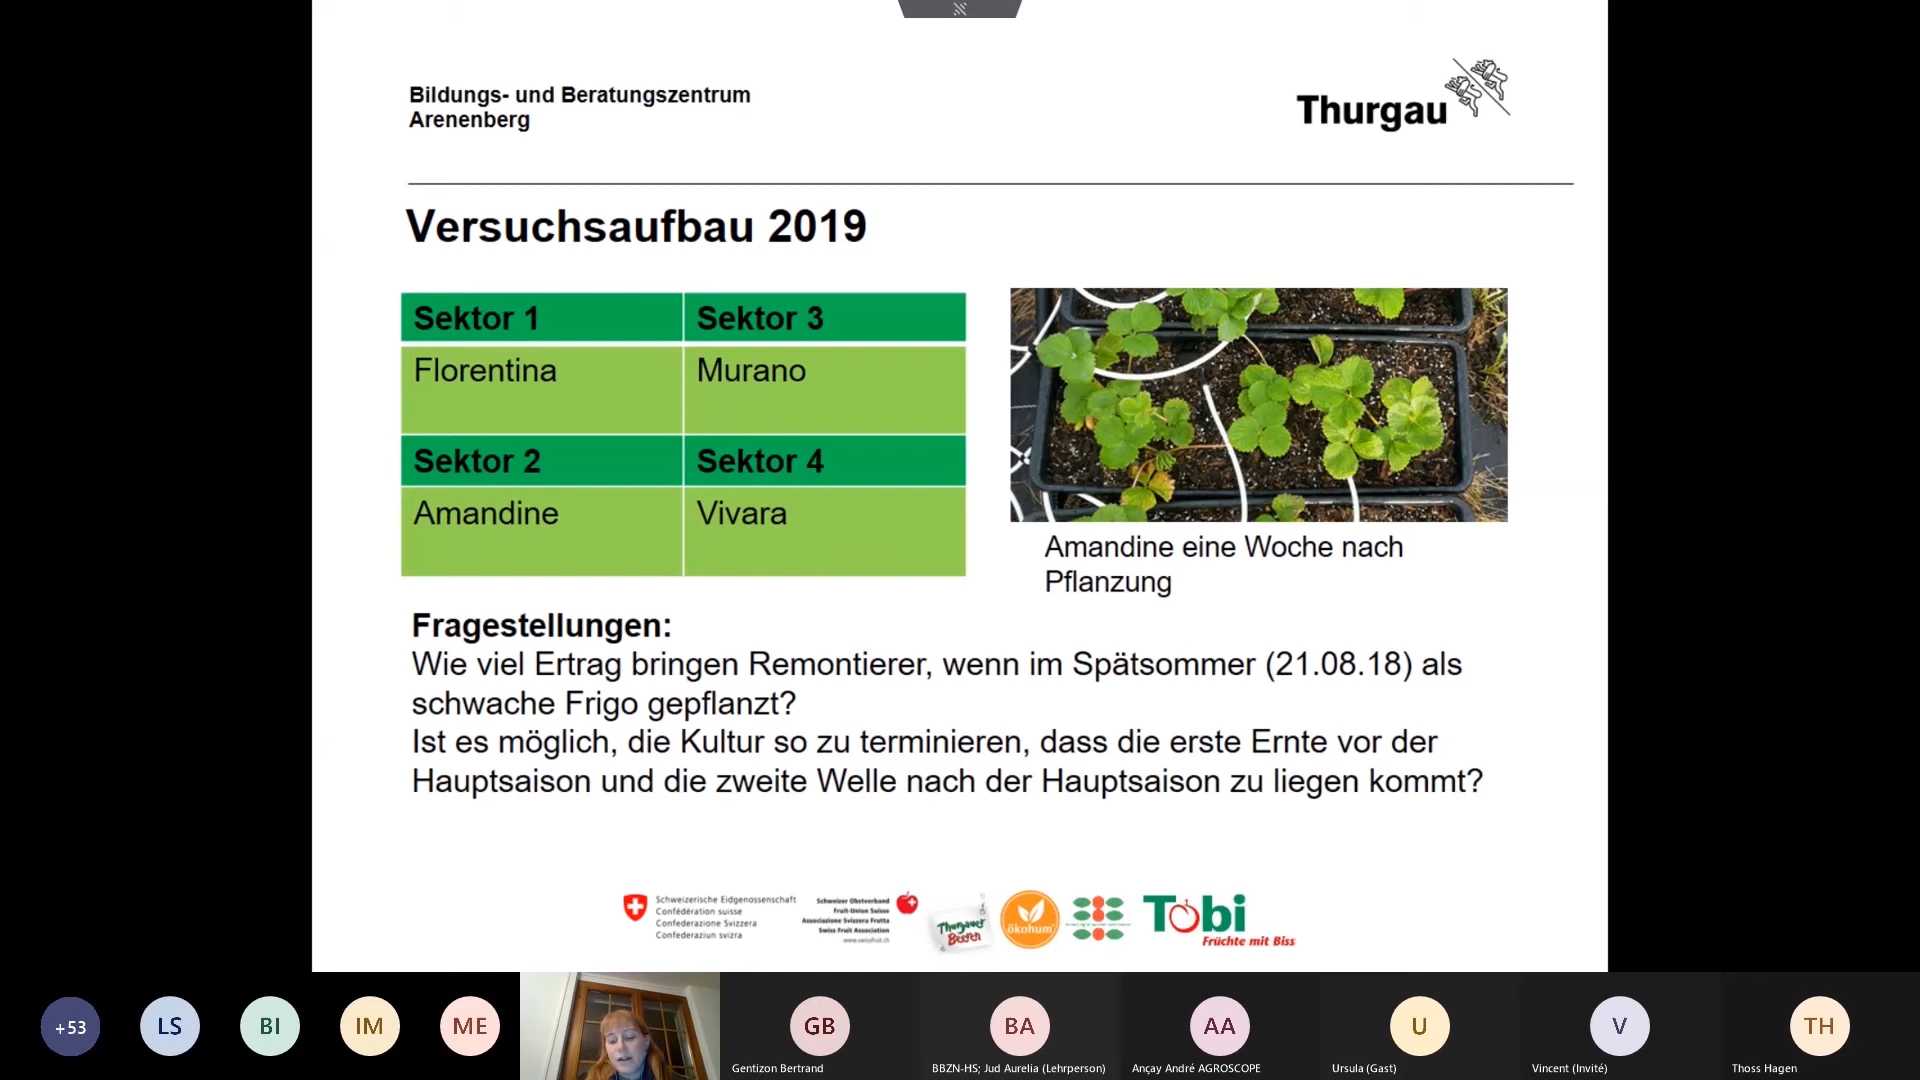 Bildungs- und Beratungszentrum
Arenenberg
Thurgau
Versuchsaufbau 2019
Sektor 1
Sektor 3
Florentina
Murano
Sektor 2
Sektor 4
Amandine
Vivara
Amandine eine Woche nach
Pflanzung
Fragestellungen:
Wie viel Ertrag bringen Remontierer, wenn im Spätsommer (21.08.18) als
schwache Frigo gepflanzt?
Ist es möglich, die Kultur so zu terminieren, dass die erste Ernte vor der
Hauptsaison und die zweite Welle nach der Hauptsaison zu liegen kommt?
Schweizerische Eidgenossenschaft
Confédération suisse
Confederazione Svizzera
Confederaziun svizra
Schweizer Obstverband
Fruit-Union Suisse
Associazione Svizzera Frutta
Swiss Fruit Association
www.swissfruit.ch
Thurgauer
Beeren
ökohum
Tobi
Früchte mit Biss
+53
LS
BI
IM
ME
GB
BA
AA
U
V
TH
Gentizon Bertrand
BBZN-HS; Jud Aurelia (Lehrperson)
Ançay André AGROSCOPE
Ursula (Gast)
Vincent (Invité)
Thoss Hagen